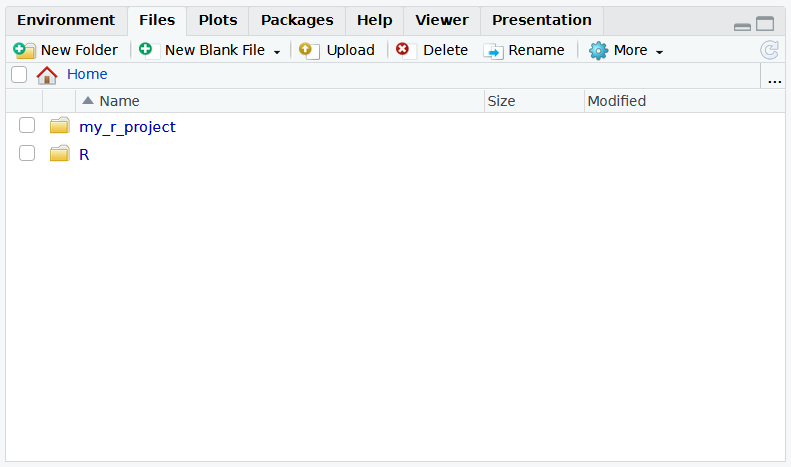 Environment Files Plots Packages Help Viewer Presentation
New Folder New Blank File Upload Delete Rename More
Home ...
Name Size Modified
my_r_project
R